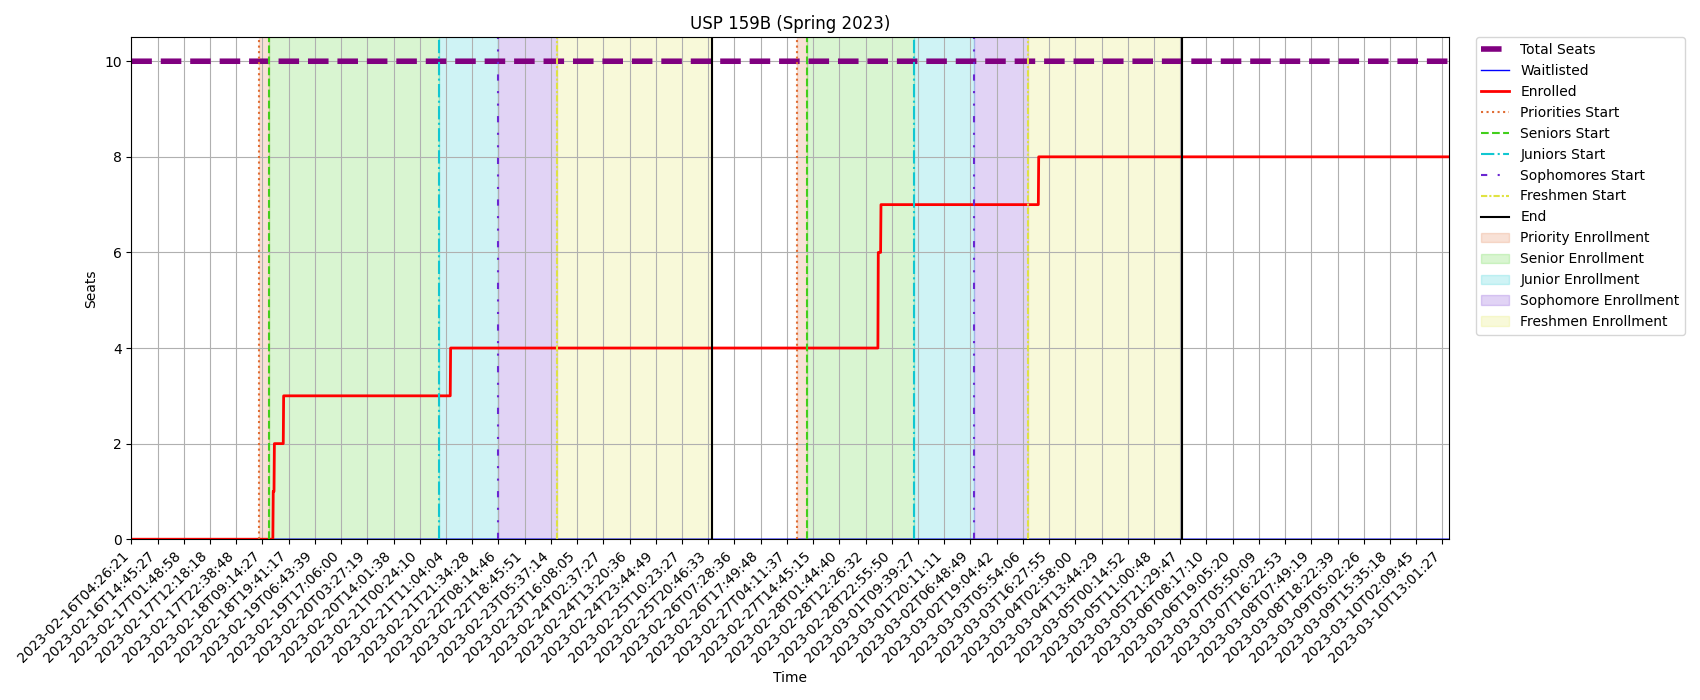 USP 159B (Spring 2023)
10
8
6
4
2
0
Seats
Total Seats
Waitlisted
Enrolled
Priorities Start
Seniors Start
Juniors Start
Sophomores Start
Freshmen Start
End
Priority Enrollment
Senior Enrollment
Junior Enrollment
Sophomore Enrollment
Freshmen Enrollment
2023-02-16T04:26:21
2023-02-16T14:45:27
2023-02-17T01:48:58
2023-02-17T12:18:18
2023-02-17T22:38:48
2023-02-18T09:14:27
2023-02-18T19:41:17
2023-02-19T06:43:39
2023-02-19T17:06:00
2023-02-20T03:27:19
2023-02-20T14:01:38
2023-02-21T00:24:10
2023-02-21T11:04:04
2023-02-21T21:34:28
2023-02-22T08:14:46
2023-02-22T18:45:51
2023-02-23T05:37:14
2023-02-23T16:08:05
2023-02-24T02:37:27
2023-02-24T13:20:36
2023-02-24T23:44:49
2023-02-25T10:23:27
2023-02-25T20:46:33
2023-02-26T07:28:36
2023-02-26T17:49:48
2023-02-27T04:11:37
2023-02-27T14:45:15
2023-02-28T01:44:40
2023-02-28T12:26:32
2023-02-28T22:55:50
2023-03-01T09:39:27
2023-03-01T20:11:11
2023-03-02T06:48:49
2023-03-02T19:04:42
2023-03-03T05:54:06
2023-03-03T16:27:55
2023-03-04T02:58:00
2023-03-04T13:44:29
2023-03-05T00:14:52
2023-03-05T11:00:48
2023-03-05T21:29:47
2023-03-06T08:17:10
2023-03-06T19:05:20
2023-03-07T05:50:09
2023-03-07T16:22:53
2023-03-08T07:49:19
2023-03-08T18:22:39
2023-03-09T05:02:26
2023-03-09T15:35:18
2023-03-10T02:09:45
2023-03-10T13:01:27
Time